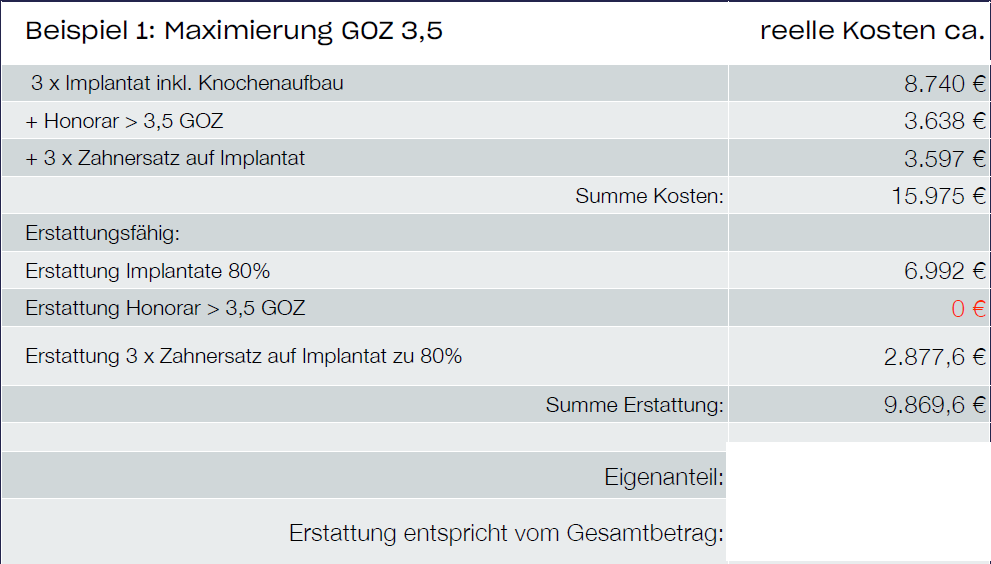 Beispiel 1: Maximierung GOZ 3,5 reelle Kosten ca.
3 x Implantat inkl. Knochenaufbau 8.740 €
+ Honorar > 3,5 GOZ 3.638 €
+ 3 x Zahnersatz auf Implantat 3.597 €
Summe Kosten: 15.975 €
Erstattungsfähig:
Erstattung Implantate 80% 6.992 €
Erstattung Honorar > 3,5 GOZ 0 €
Erstattung 3 x Zahnersatz auf Implantat zu 80% 2.877,6 €
Summe Erstattung: 9.869,6 €
Eigenanteil:
Erstattung entspricht vom Gesamtbetrag: